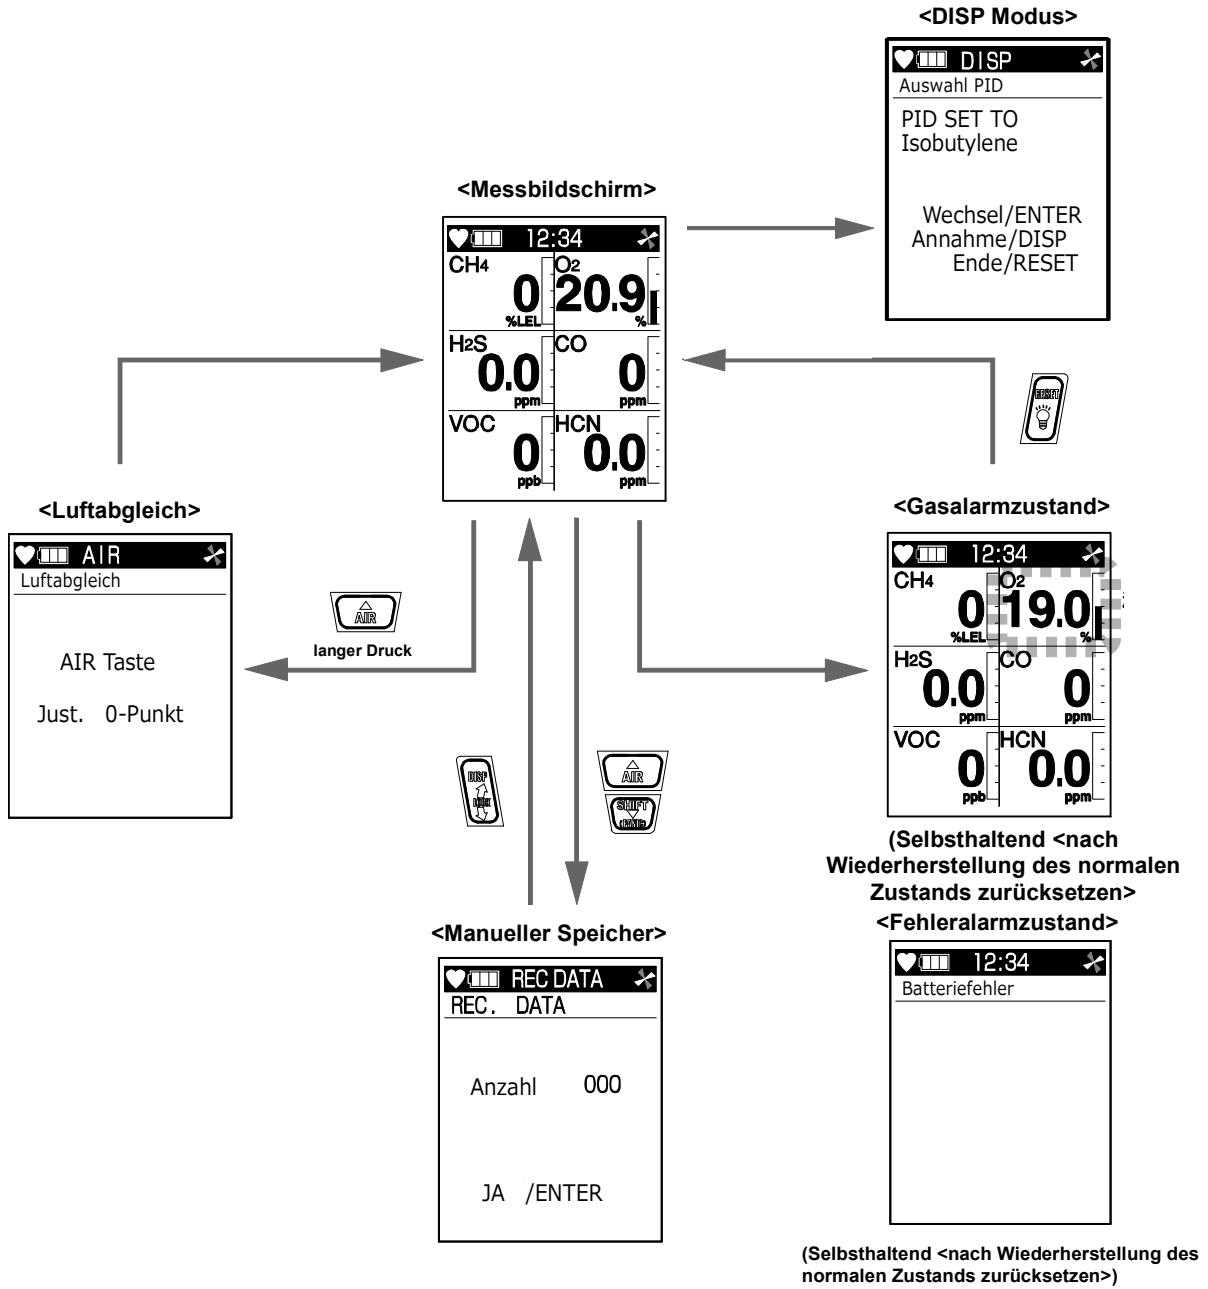 <DISP Modus>
DISP
Auswahl PID
PID SET TO
Isobutylene
Wechsel/ENTER
Annahme/DISP
Ende/RESET
<Messbildschirm>
12:34
CH4 O2
0 20.9
%LEL %
H2S CO
0.0 0
ppm ppm
VOC HCN
0 0.0
ppb ppm
RESET
<Luftabgleich>
AIR
Luftabgleich
AIR Taste
Just. 0-Punkt
AIR
langer Druck
<Gasalarmzustand>
12:34
CH4 O2
0 19.0
%LEL %
H2S CO
0.0 0
ppm ppm
VOC HCN
0 0.0
ppb ppm
(Selbsthaltend <nach
Wiederherstellung des normalen
Zustands zurücksetzen>
DISP
AIR
SHIFT
(PANIC)
<Manueller Speicher>
REC DATA
REC. DATA
Anzahl 000
JA /ENTER
<Fehleralarmzustand>
12:34
Batteriefehler
(Selbsthaltend <nach Wiederherstellung des
normalen Zustands zurücksetzen>)